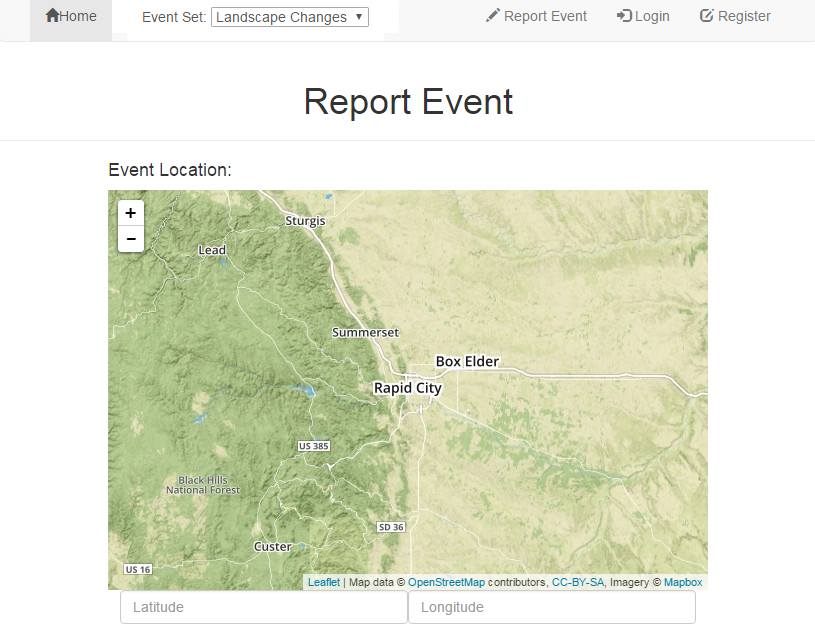 Home
Event Set: Landscape Changes
Report Event
Login
Register
Report Event
Event Location:
+
−
Sturgis
Lead
Summerset
Box Elder
Rapid City
US 385
Black Hills
National Forest
SD 36
Custer
US 16
Leaflet | Map data © OpenStreetMap contributors, CC-BY-SA, Imagery © Mapbox
Latitude
Longitude